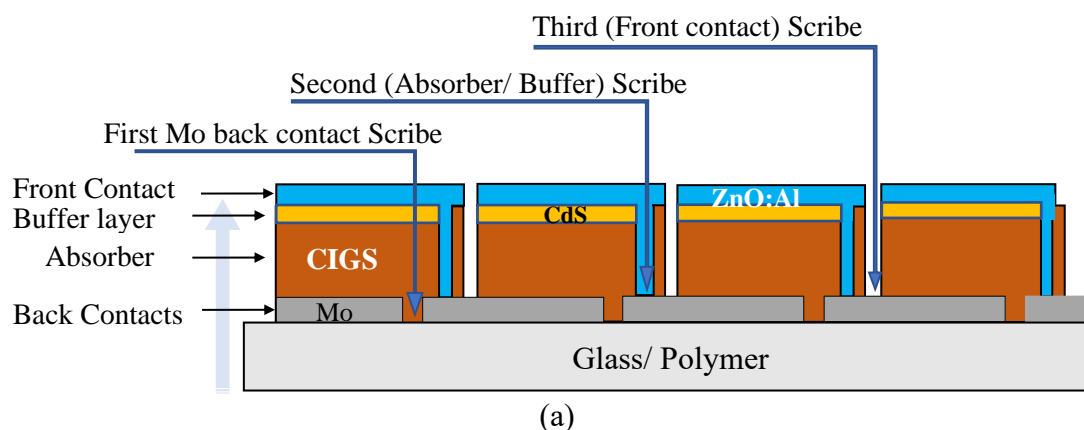 Third (Front contact) Scribe
Second (Absorber/ Buffer) Scribe
First Mo back contact Scribe
Front Contact
ZnO:Al
Buffer layer
CdS
Absorber
CIGS
Back Contacts
Mo
Glass/ Polymer
(a)